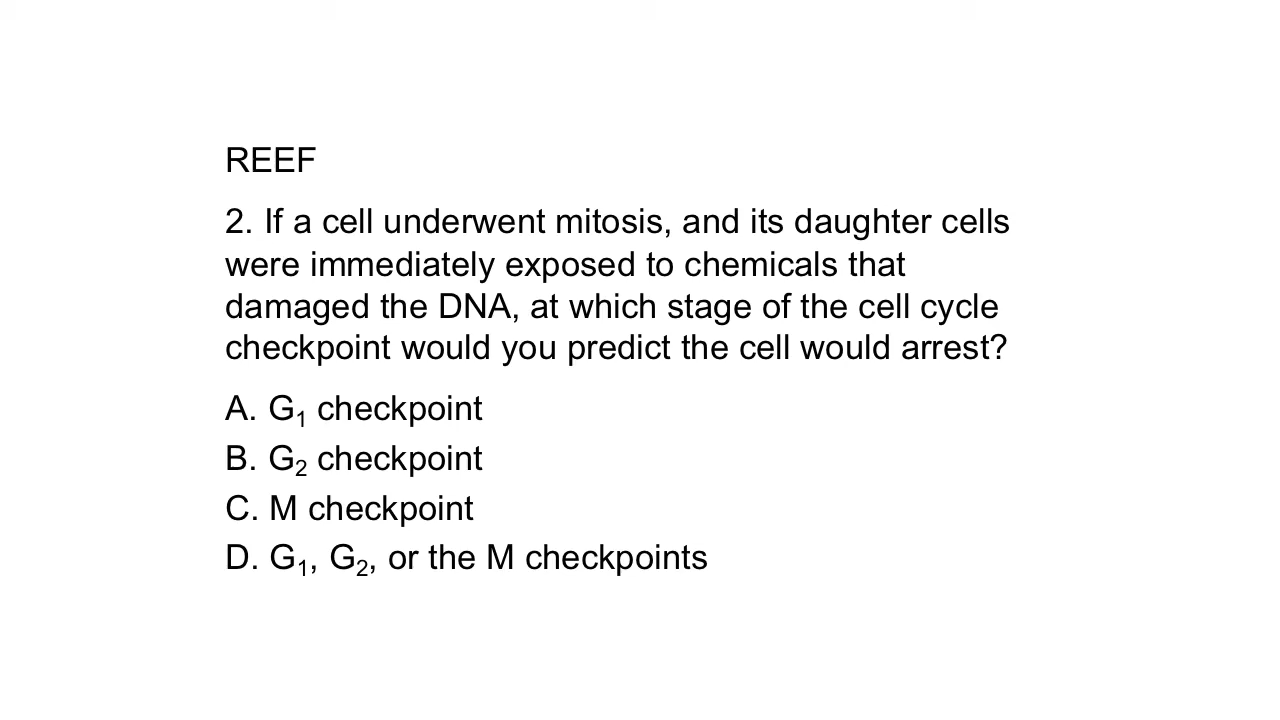 REEF
2. If a cell underwent mitosis, and its daughter cells
were immediately exposed to chemicals that
damaged the DNA, at which stage of the cell cycle
checkpoint would you predict the cell would arrest?
A. G₁ checkpoint
B. G₂ checkpoint
C. M checkpoint
D. G₁, G₂, or the M checkpoints